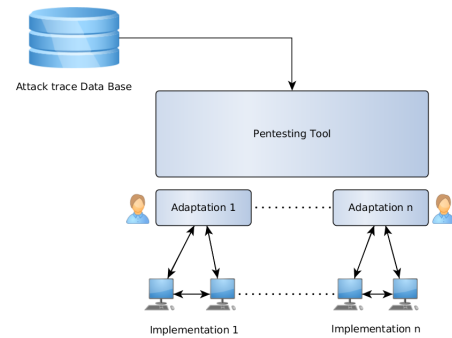 Attack trace Data Base
Pentesting Tool
Adaptation 1
Adaptation n
Implementation 1
Implementation n